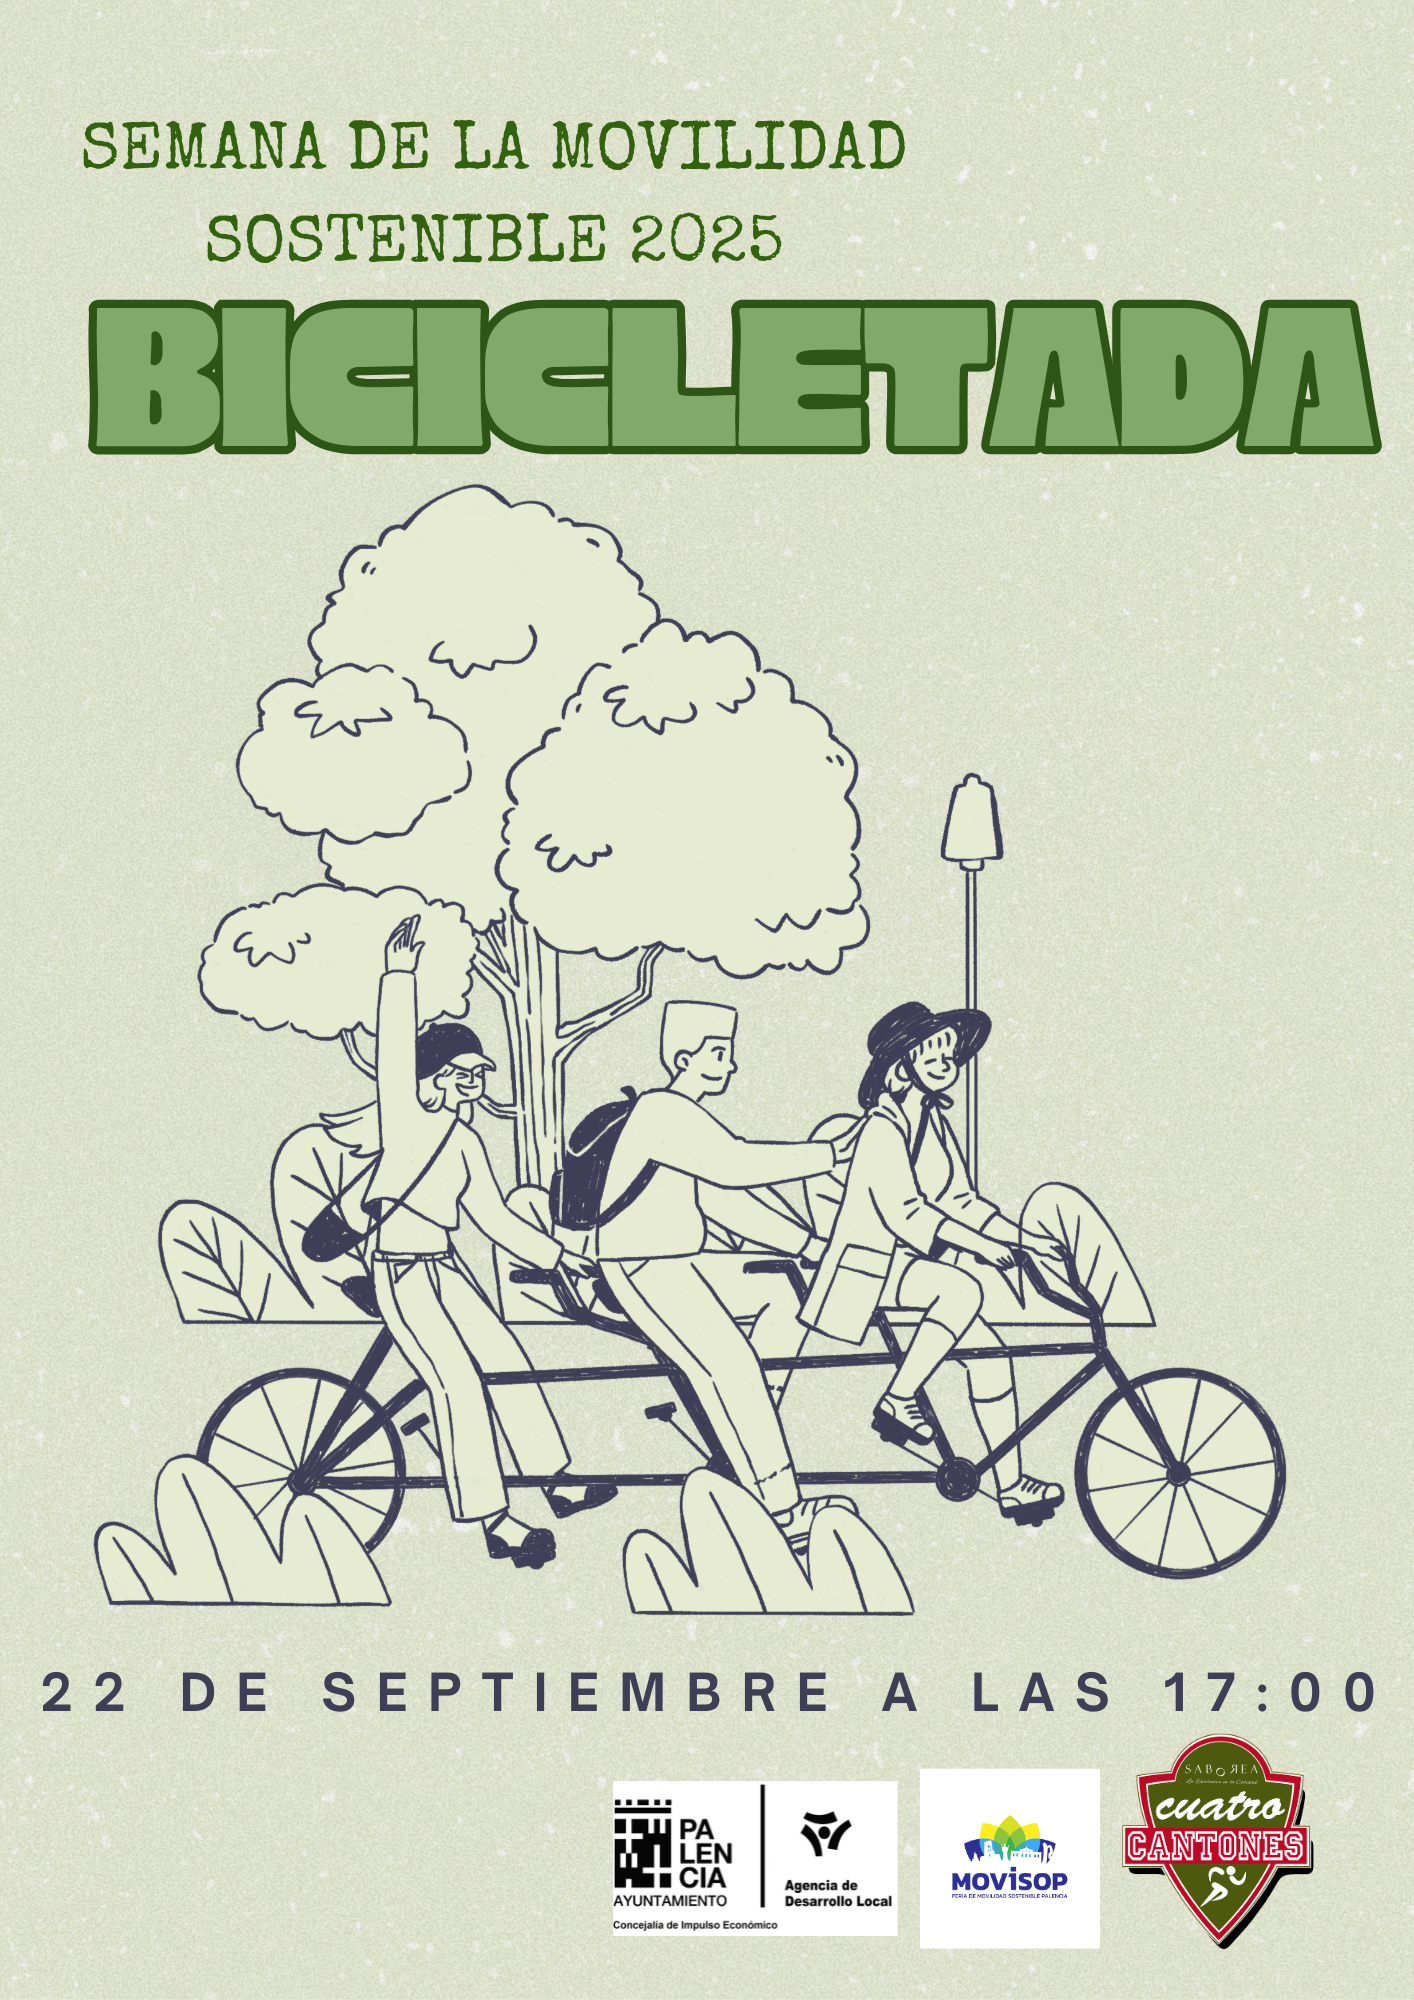 SEMANA DE LA MOVILIDAD
SOSTENIBLE 2025
BICICLETADA
22 DE SEPTIEMBRE A LAS 17:00
PA
LEN
CIA
AYUNTAMIENTO
Concejalía de Impulso Económico
Agencia de
Desarrollo Local
MOVISOP
FERIA DE MOVILIDAD SOSTENIBLE PALENCIA
SABOREA
cuatro
CANTONES